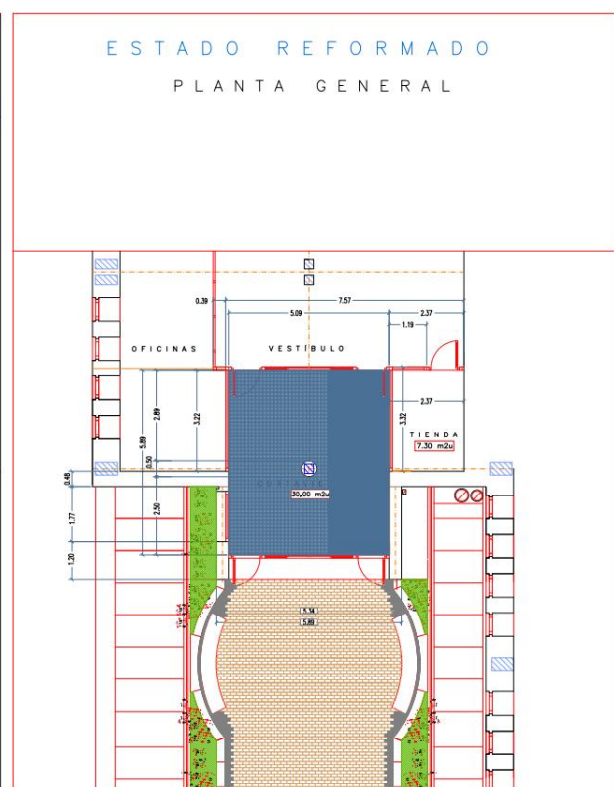 ESTADO REFORMADO
PLANTA GENERAL
0.39
7.57
5.09
2.37
1.19
OFICINAS
VESTÍBULO
2.89
3.22
5.89
3.32
2.37
TIENDA
7.30 m2u
0.50
0.48
30,00 m2u
2.50
1.77
1.20
5.14
5.89